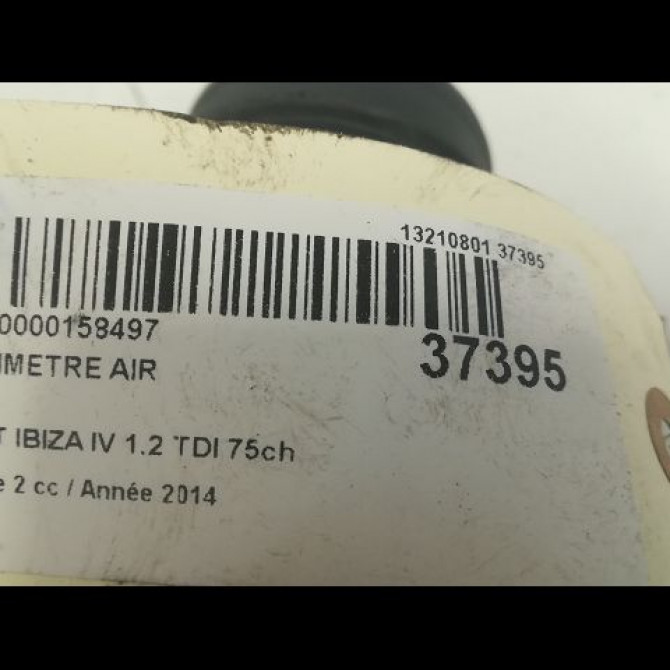 13210801 37395
0000158497
37395
IMETRE AIR
T IBIZA IV 1.2 TDI 75ch
e 2 cc / Année 2014